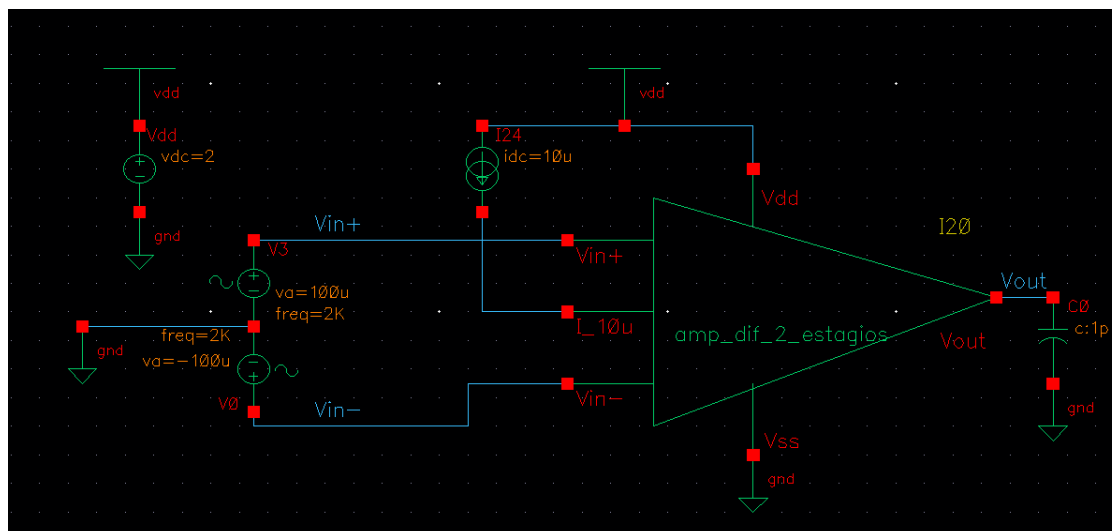 vdd
Vdd
vdc=2
gnd
vdd
I24
idc=10u
Vdd
I20
Vin+
V3
va=100u
freq=2K
Vin+
I_10u
amp_dif_2_estagios
Vout
Vout
C0
c:1p
gnd
gnd
freq=2K
va=-100u
V0
Vin-
Vin-
Vss
gnd